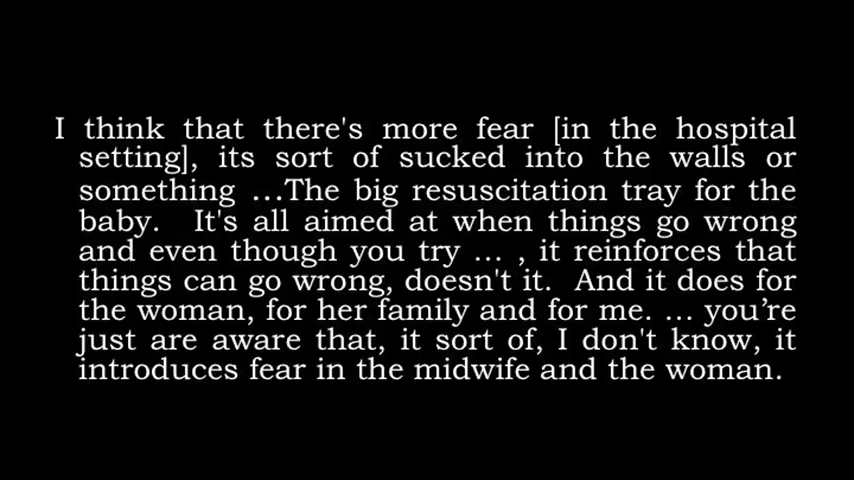 I think that there's more fear [in the hospital
setting], its sort of sucked into the walls or
something …The big resuscitation tray for the
baby.  It's all aimed at when things go wrong
and even though you try … , it reinforces that
things can go wrong, doesn't it.  And it does for
the woman, for her family and for me. … you’re
just are aware that, it sort of, I don't know, it
introduces fear in the midwife and the woman.